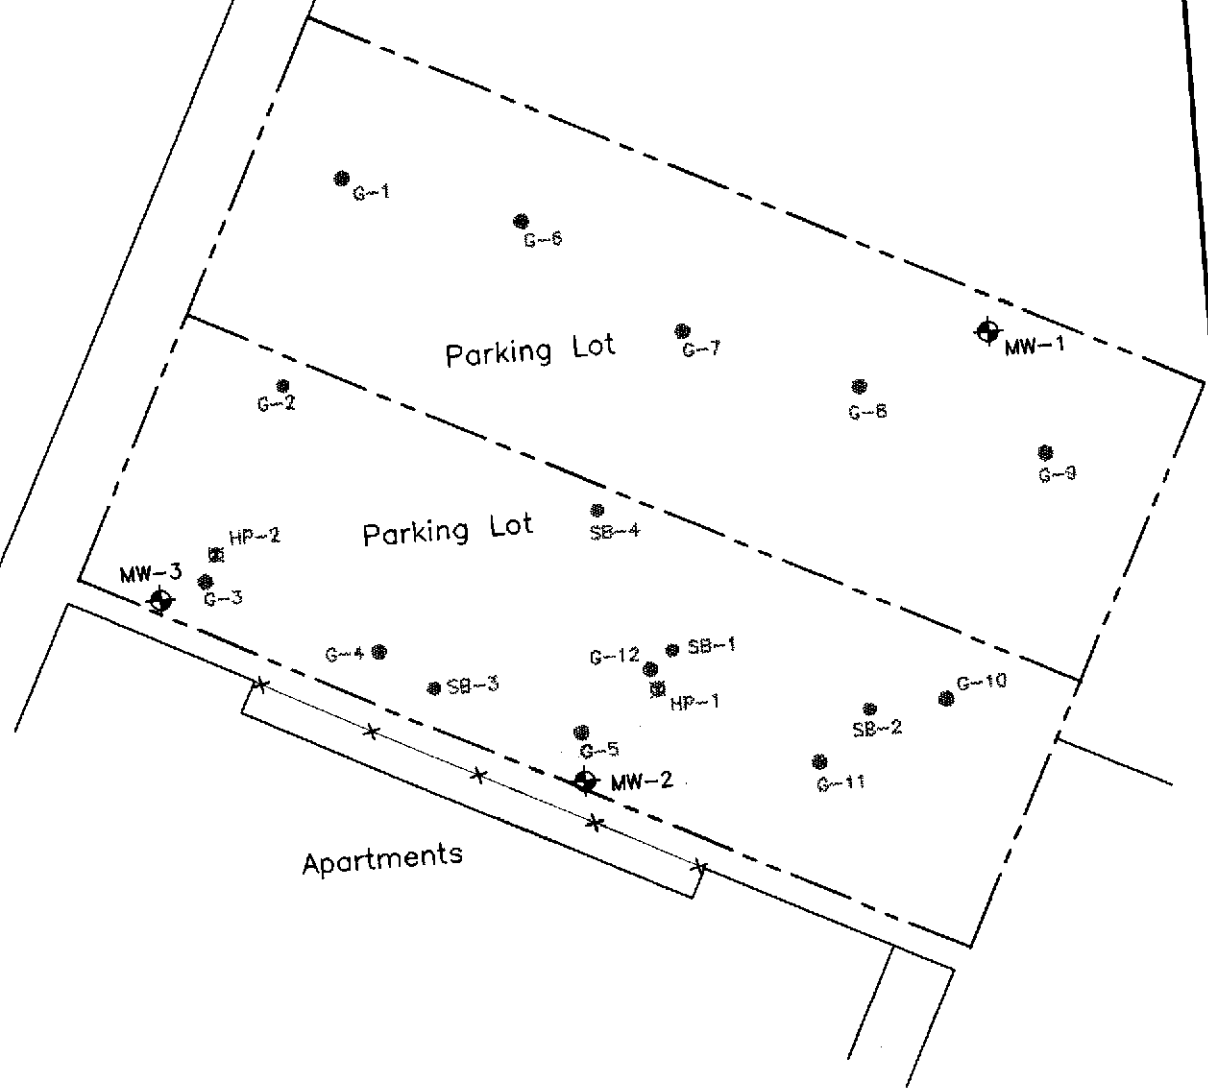 G-1
G-6
Parking Lot
G-7
MW-1
G-2
G-8
G-9
Parking Lot
SB-4
HP-2
MW-3
G-3
G-4
G-12
SB-1
SB-3
HP-1
G-10
SB-2
G-5
MW-2
G-11
Apartments